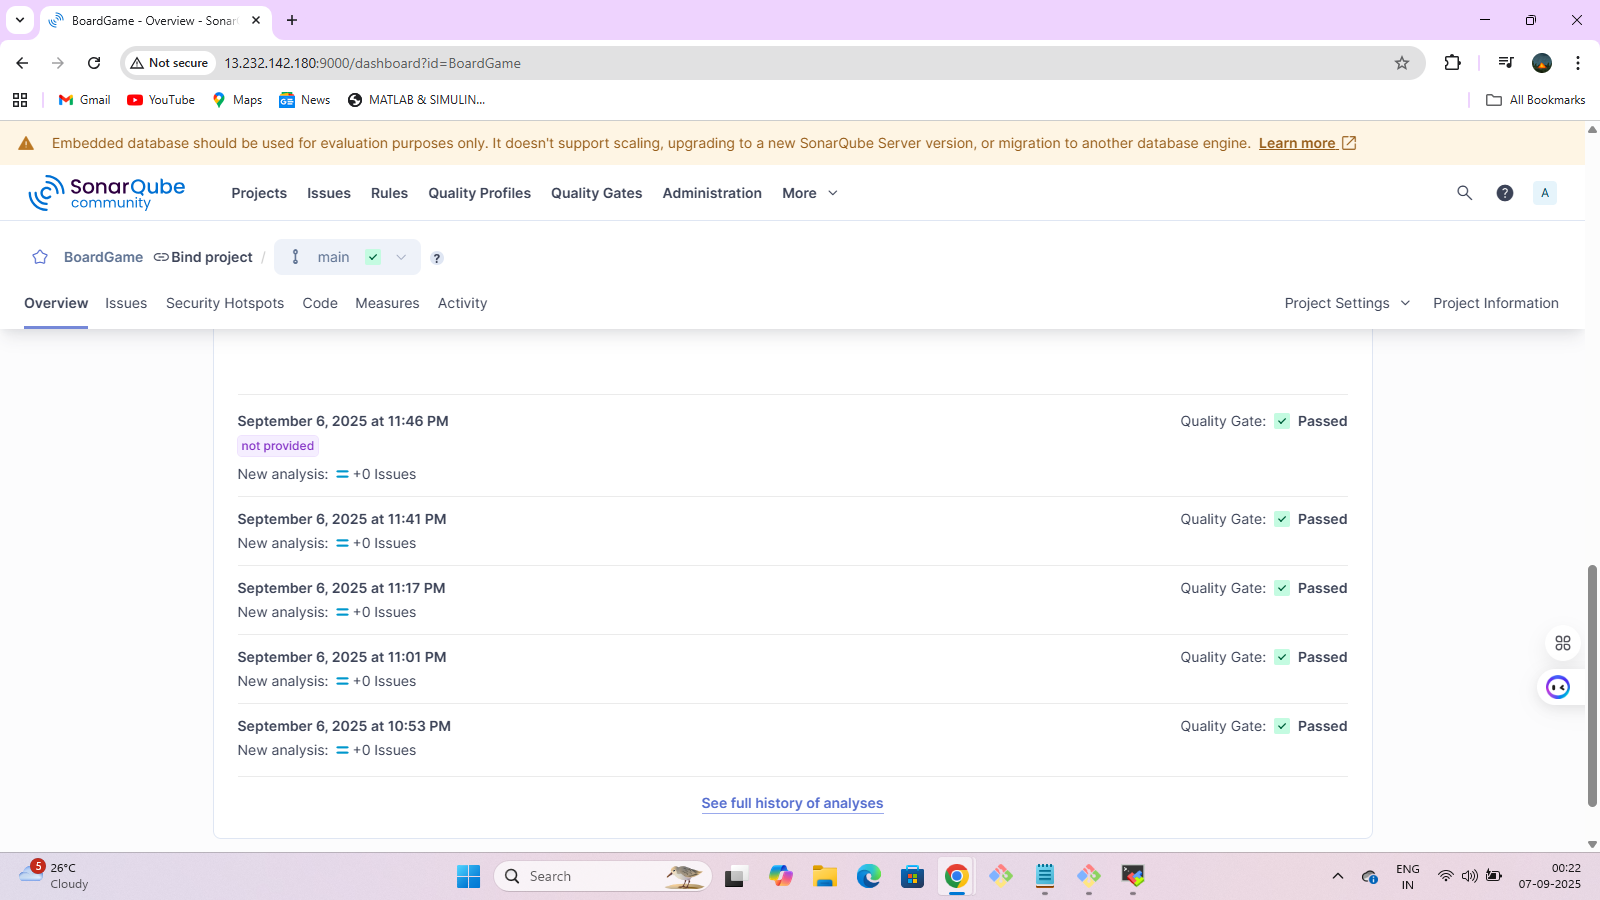 BoardGame - Overview - Sonar
Not secure
13.232.142.180:9000/dashboard?id=BoardGame
Gmail
YouTube
Maps
News
MATLAB & SIMULIN...
All Bookmarks
Embedded database should be used for evaluation purposes only. It doesn't support scaling, upgrading to a new SonarQube Server version, or migration to another database engine. Learn more
SonarQube
community
Projects
Issues
Rules
Quality Profiles
Quality Gates
Administration
More
?
A
BoardGame
Bind project
/
main
?
Overview
Issues
Security Hotspots
Code
Measures
Activity
Project Settings
Project Information
September 6, 2025 at 11:46 PM
Quality Gate: Passed
not provided
New analysis: +0 Issues
September 6, 2025 at 11:41 PM
Quality Gate: Passed
New analysis: +0 Issues
September 6, 2025 at 11:17 PM
Quality Gate: Passed
New analysis: +0 Issues
September 6, 2025 at 11:01 PM
Quality Gate: Passed
New analysis: +0 Issues
September 6, 2025 at 10:53 PM
Quality Gate: Passed
New analysis: +0 Issues
See full history of analyses
5
26°C
Cloudy
Search
ENG
IN
00:22
07-09-2025